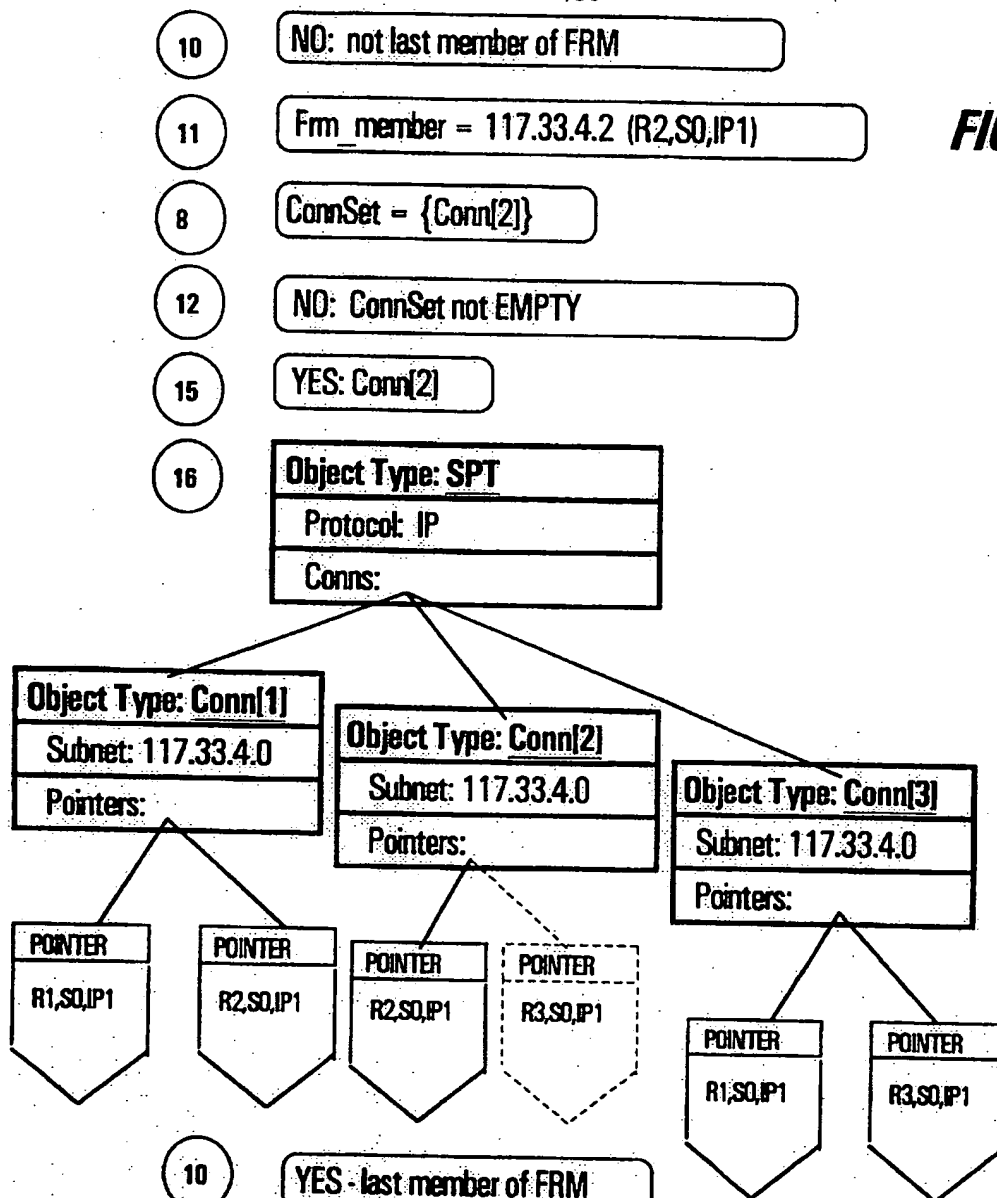 10 NO: not last member of FRM
11 Frm_member = 117.33.4.2 (R2,S0,IP1)
8 ConnSet = {Conn[2]}
12 NO: ConnSet not EMPTY
15 YES: Conn[2]
16
Object Type: SPT
Protocol: IP
Conns:
Object Type: Conn[1]
Subnet: 117.33.4.0
Pointers:
Object Type: Conn[2]
Subnet: 117.33.4.0
Pointers:
Object Type: Conn[3]
Subnet: 117.33.4.0
Pointers:
POINTER
R1,S0,IP1
POINTER
R2,S0,IP1
POINTER
R2,S0,IP1
POINTER
R3,S0,IP1
POINTER
R1,S0,IP1
POINTER
R3,S0,IP1
10 YES - last member of FRM